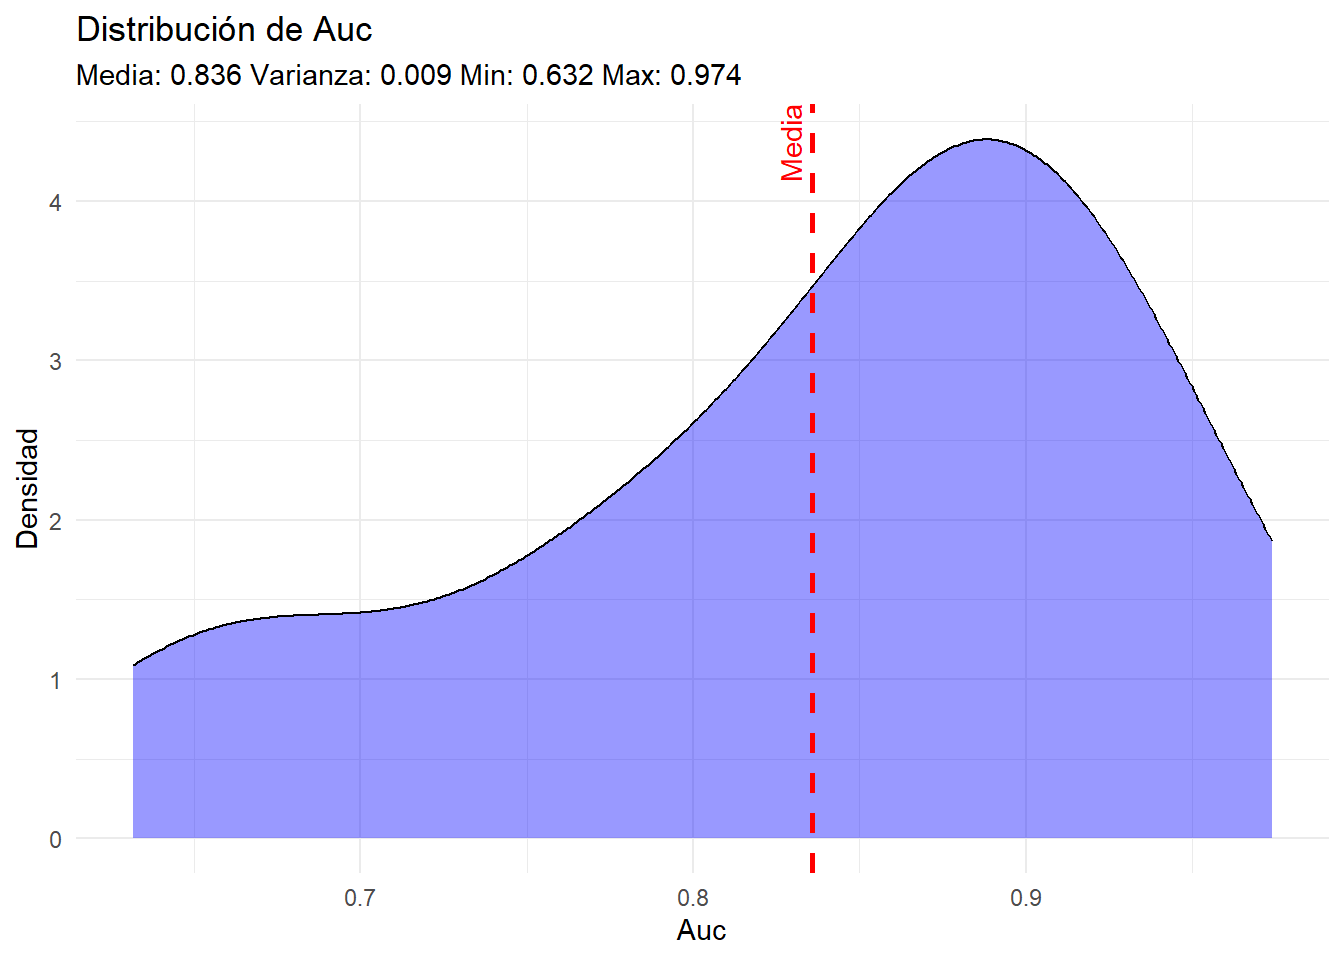 Distribución de Auc
Media: 0.836 Varianza: 0.009 Min: 0.632 Max: 0.974
Media
4
3
2
1
0
Densidad
0.7 0.8 0.9
Auc